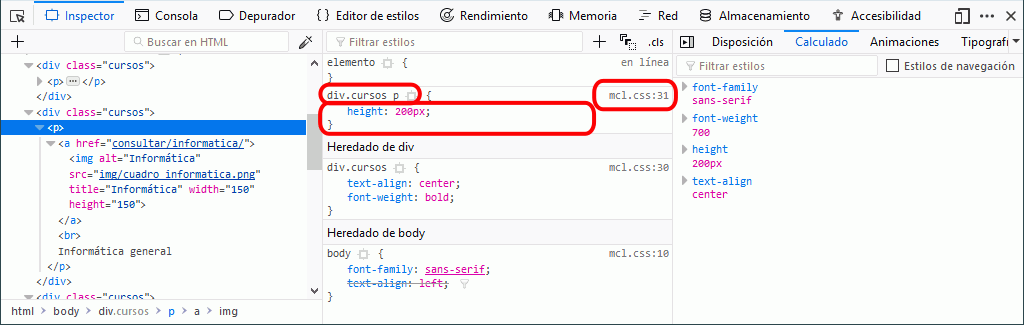 Inspector Consola Depurador Editor de estilos Rendimiento Memoria Red Almacenamiento Accesibilidad
Buscar en HTML
<div class="cursos">
<p> </p>
</div>
<div class="cursos">
<p>
<a href="consultar/informatica/">
<img alt="Informática"
src="img/cuadro_informatica.png"
title="Informática" width="150"
height="150">
</a>
<br>
Informática general
</p>
</div>
<div class="cursos">
html body div.cursos p a img
Filtrar estilos .cls
elemento { en línea
}
div.cursos p { mcl.css:31
height: 200px;
}
Heredado de div
div.cursos { mcl.css:30
text-align: center;
font-weight: bold;
}
Heredado de body
body { mcl.css:10
font-family: sans-serif;
text-align: left;
}
Disposición Calculado Animaciones Tipografí
Filtrar estilos Estilos de navegación
font-family
sans-serif
font-weight
700
height
200px
text-align
center